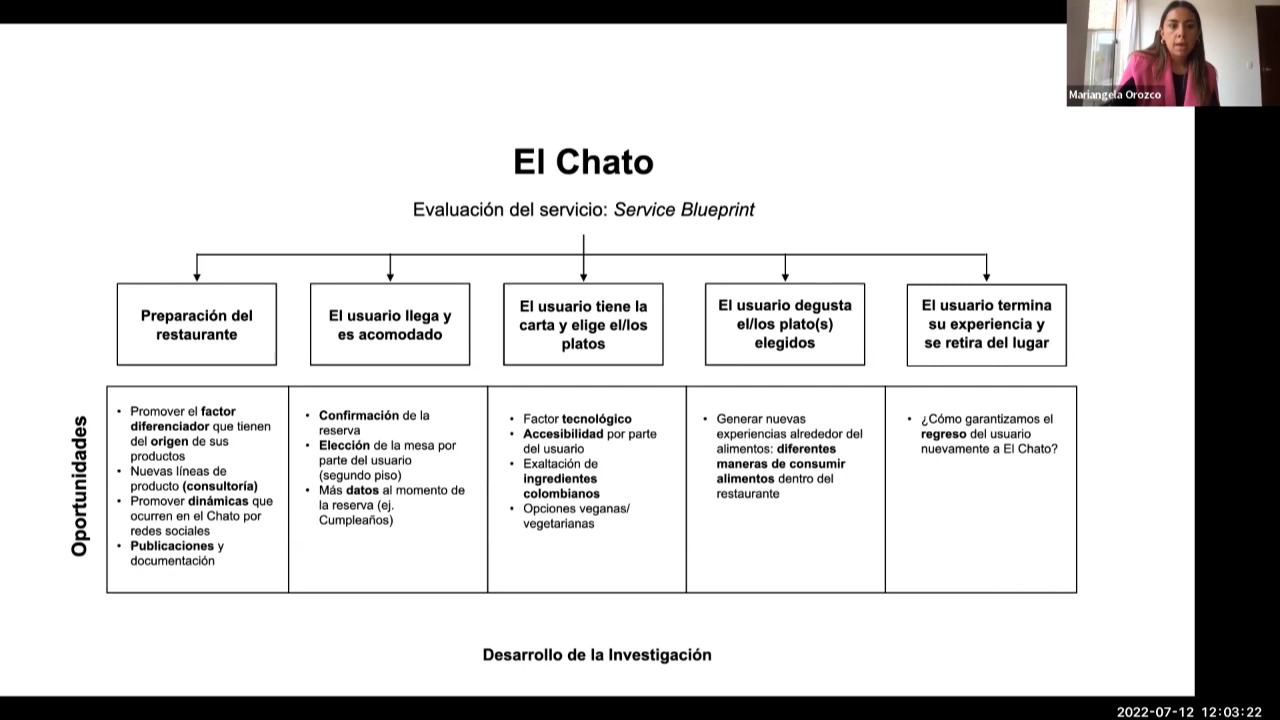 Mariangela Orozco
El Chato
Evaluación del servicio: Service Blueprint
Preparación del
restaurante
El usuario llega y
es acomodado
El usuario tiene la
carta y elige el/los
platos
El usuario degusta
el/los plato(s)
elegidos
El usuario termina
su experiencia y
se retira del lugar
Oportunidades
• Promover el factor
diferenciador que tienen
del origen de sus
productos
• Nuevas líneas de
producto (consultoría)
• Promover dinámicas que
ocurren en el Chato por
redes sociales
• Publicaciones y
documentación
• Confirmación de la
reserva
• Elección de la mesa por
parte del usuario
(segundo piso)
• Más datos al momento de
la reserva (ej.
Cumpleaños)
• Factor tecnológico
• Accesibilidad por parte
del usuario
• Exaltación de
ingredientes
colombianos
• Opciones veganas/
vegetarianas
• Generar nuevas
experiencias alrededor del
alimentos: diferentes
maneras de consumir
alimentos dentro del
restaurante
• ¿Cómo garantizamos el
regreso del usuario
nuevamente a El Chato?
Desarrollo de la Investigación
2022-07-12 12:03:22